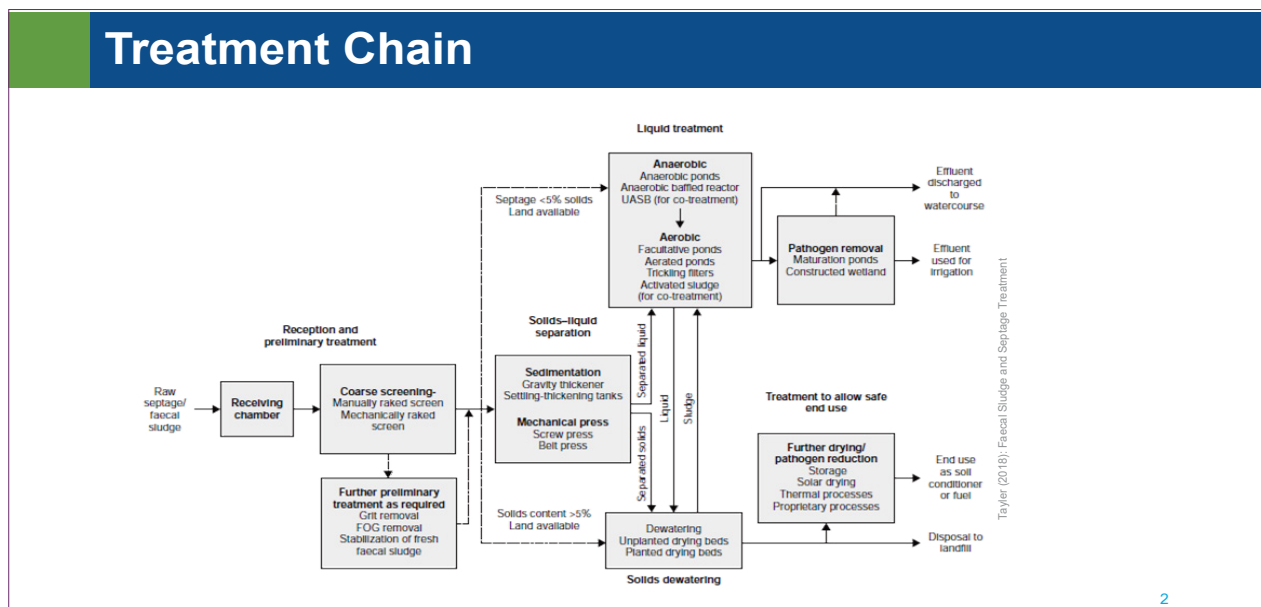 Treatment Chain
Liquid treatment
Anaerobic
Anaerobic ponds
Anaerobic baffled reactor
UASB (for co-treatment)
Aerobic
Facultative ponds
Aerated ponds
Trickling filters
Activated sludge
(for co-treatment)
Septage <5% solids
Land available
Effluent
discharged
to
watercourse
Pathogen removal
Maturation ponds
Constructed wetland
Effluent
used for
irrigation
Reception and
preliminary treatment
Raw
septage/
faecal
sludge
Receiving
chamber
Coarse screening-
Manually raked screen
Mechanically raked
screen
Further preliminary
treatment as required
Grit removal
FOG removal
Stabilization of fresh
faecal sludge
Solids–liquid
separation
Sedimentation
Gravity thickener
Settling-thickening tanks
Mechanical press
Screw press
Belt press
Separated liquid
Separated solids
Liquid
Sludge
Solids content >5%
Land available
Dewatering
Unplanted drying beds
Planted drying beds
Solids dewatering
Treatment to allow safe
end use
Further drying/
pathogen reduction
Storage
Solar drying
Thermal processes
Proprietary processes
End use
as soil
conditioner
or fuel
Disposal to
landfill
Tayler (2018): Faecal Sludge and Septage Treatment
2